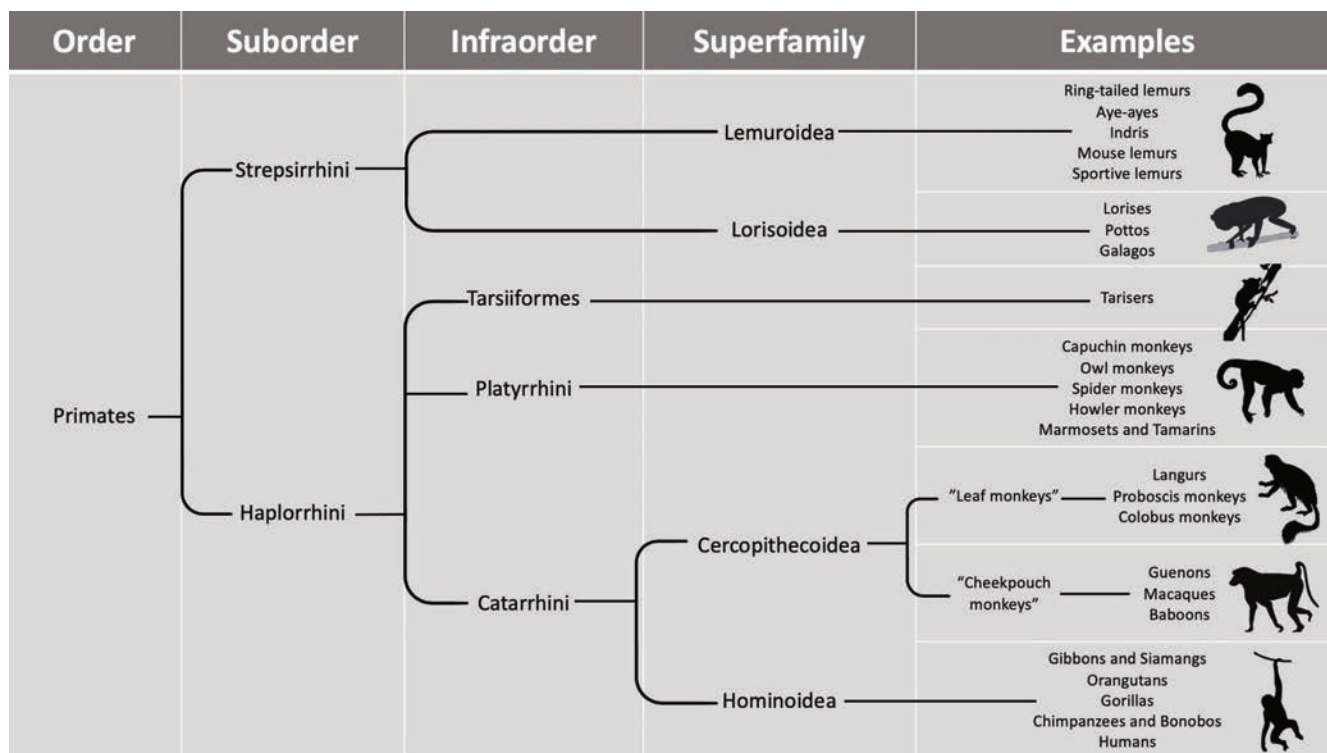 Order Suborder Infraorder Superfamily Examples
Ring-tailed lemurs
Aye-ayes
Lemuroidea
Indris
Mouse lemurs
Strepsirrhini
Sportive lemurs
Lorises
Lorisoidea
Pottos
Galagos
Tarsiiformes
Tarisers
Capuchin monkeys
Owl monkeys
Platyrrhini
Spider monkeys
Howler monkeys
Primates
Marmosets and Tamarins
Langurs
"Leaf monkeys"
Proboscis monkeys
Haplorrhini
Colobus monkeys
Cercopithecoidea
Guenons
"Cheekpouch
Macaques
monkeys"
Catarrhini
Baboons
Gibbons and Siamangs
Orangutans
Hominoidea
Gorillas
Chimpanzees and Bonobos
Humans